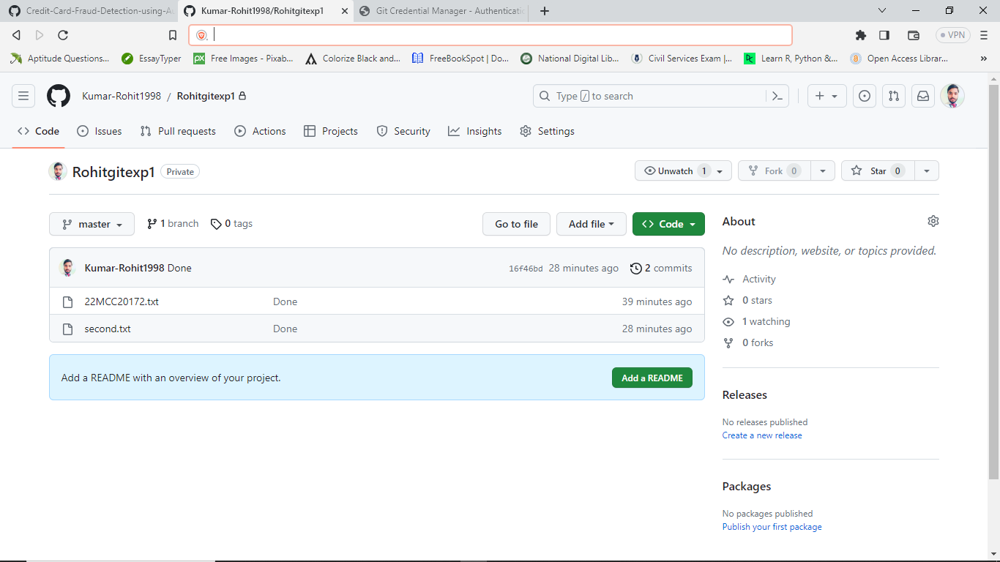 Credit-Card-Fraud-Detection-using-Au
Kumar-Rohit1998/Rohitgitexp1
Git Credential Manager - Authenticatio
VPN
Aptitude Questions...
EssayTyper
Free Images - Pixab...
Colorize Black and...
FreeBookSpot | Do...
National Digital Lib...
Civil Services Exam |...
Learn R, Python &...
Open Access Librar...
Kumar-Rohit1998 / Rohitgitexp1
Type / to search
Code
Issues
Pull requests
Actions
Projects
Security
Insights
Settings
Rohitgitexp1 Private
Unwatch 1
Fork 0
Star 0
master
1 branch
0 tags
Go to file
Add file
Code
Kumar-Rohit1998 Done
16f46bd 28 minutes ago
2 commits
22MCC20172.txt Done 39 minutes ago
second.txt Done 28 minutes ago
Add a README with an overview of your project.
Add a README
About
No description, website, or topics provided.
Activity
0 stars
1 watching
0 forks
Releases
No releases published
Create a new release
Packages
No packages published
Publish your first package